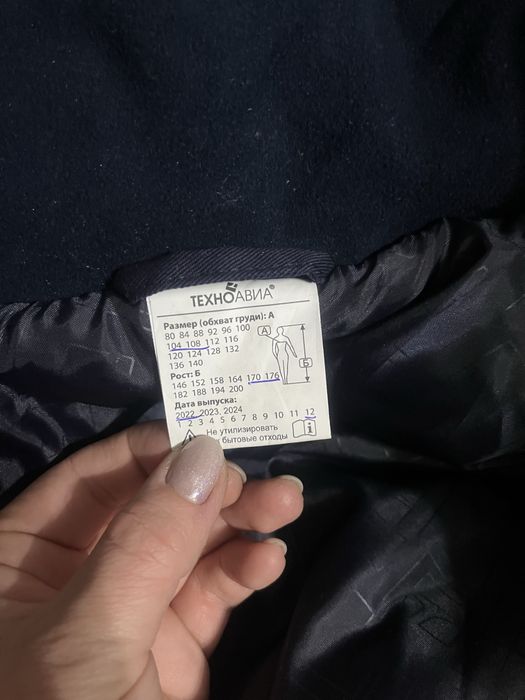 ТЕХНОАВИА®
Размер (обхват груди): А
80 84 88 92 96 100
104 108 112 116
120 124 128 132
136 140
А
Б
Рост: Б
146 152 158 164 170 176
182 188 194 200
Дата выпуска:
2022, 2023, 2024
1 2 3 4 5 6 7 8 9 10 11 12
Не утилизировать
бытовые отходы
i